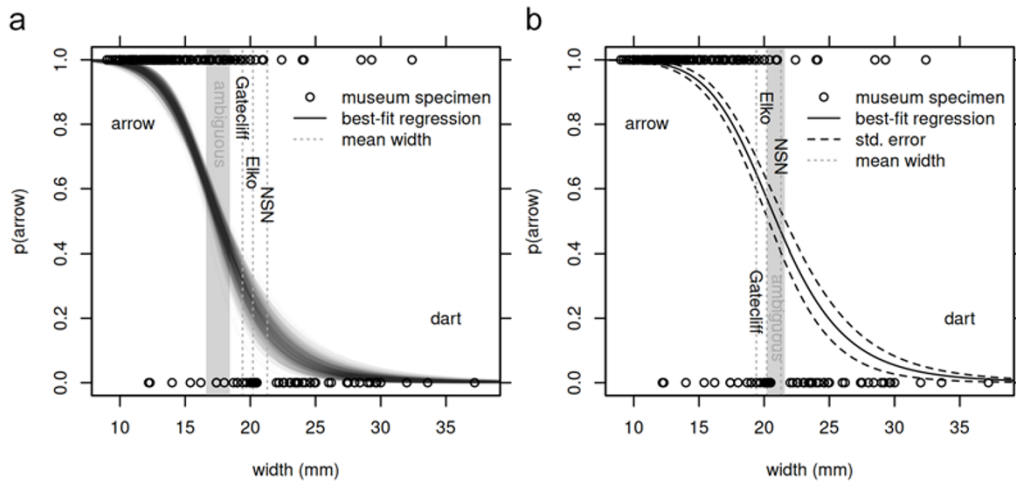 a
b
1.0
0.8
0.6
0.4
0.2
0.0
p(arrow)
arrow
ambiguous
Gatecliff
Elko
NSN
museum specimen
best-fit regression
mean width
dart
10 15 20 25 30 35
width (mm)
1.0
0.8
0.6
0.4
0.2
0.0
p(arrow)
arrow
Elko
NSN
Gatecliff
ambiguous
museum specimen
best-fit regression
std. error
mean width
dart
10 15 20 25 30 35
width (mm)